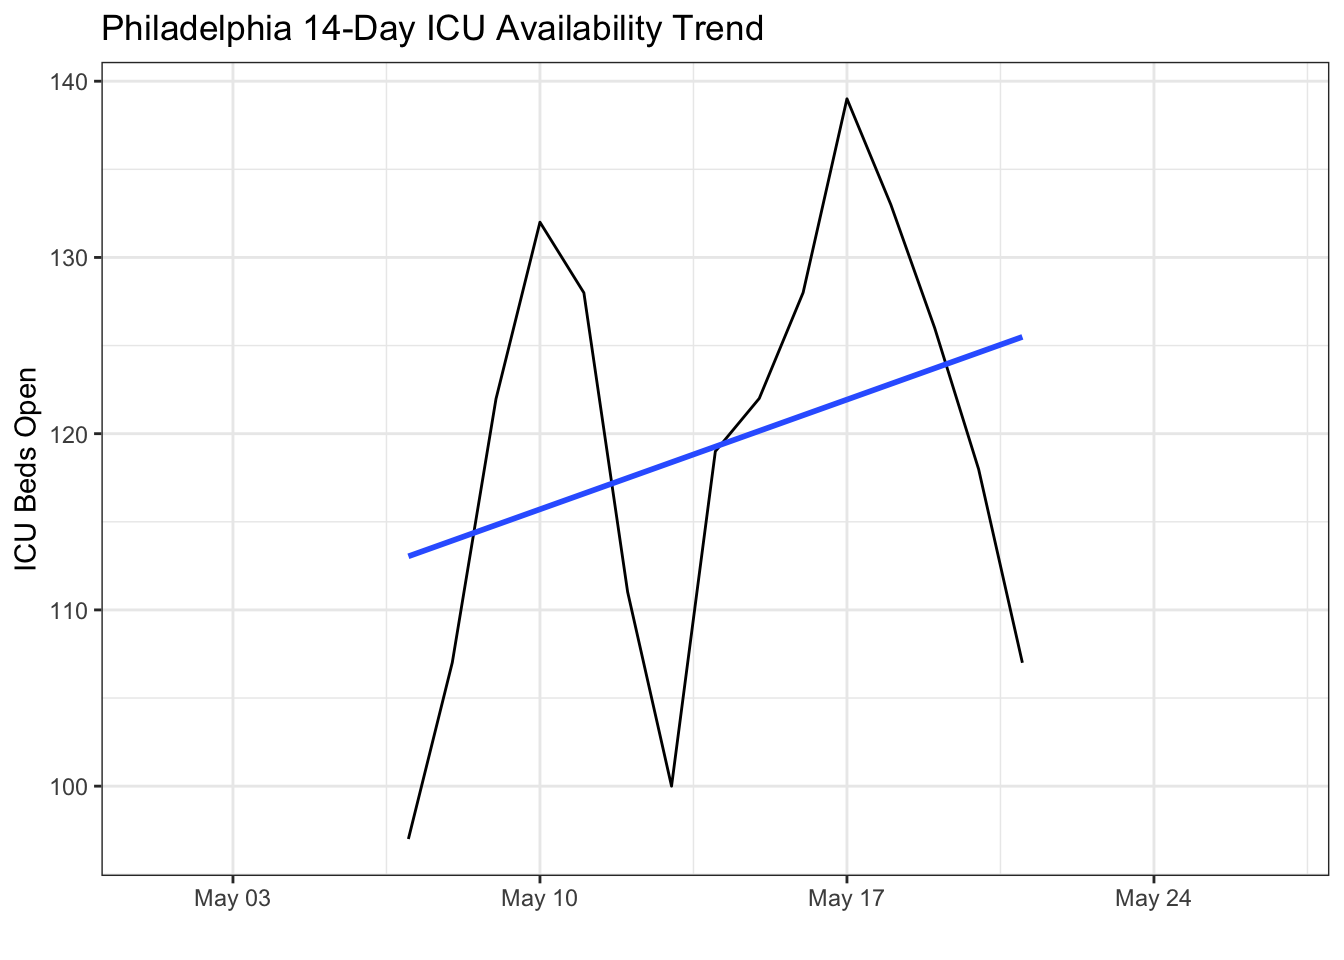 Philadelphia 14-Day ICU Availability Trend
140
130
120
110
100
ICU Beds Open
May 03
May 10
May 17
May 24